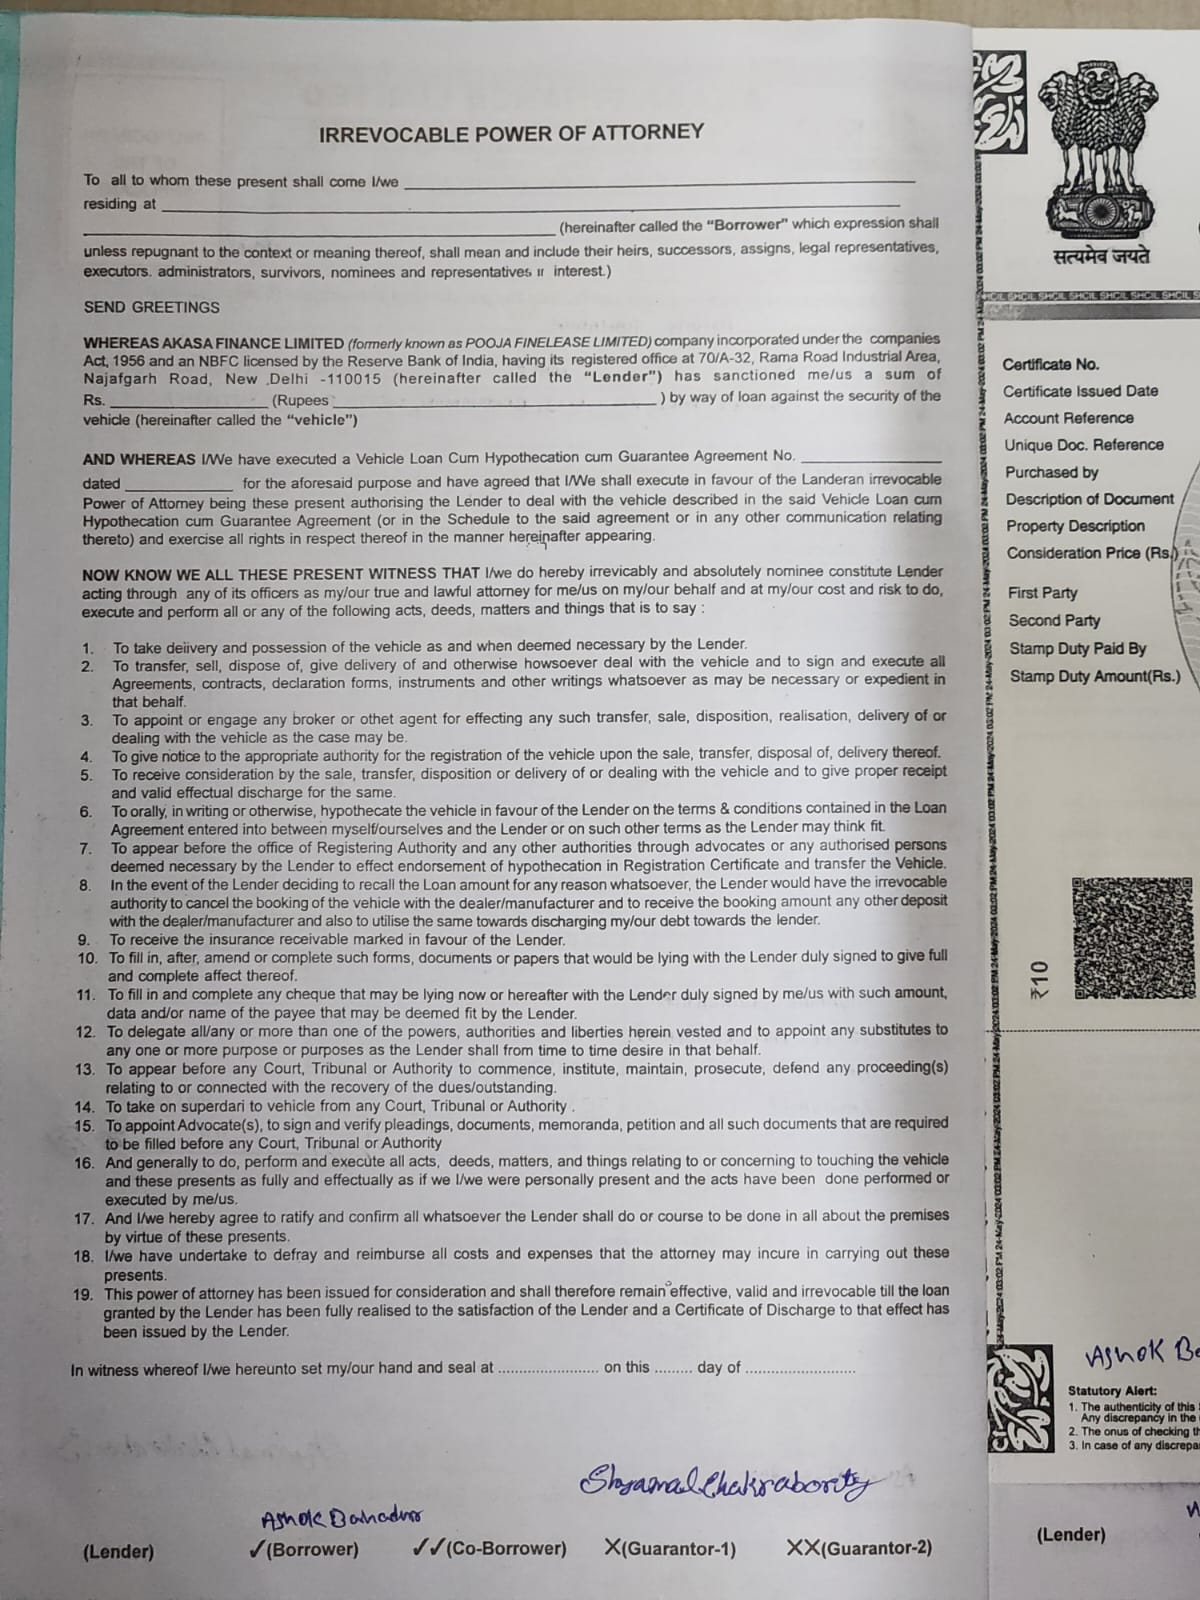 IRREVOCABLE POWER OF ATTORNEY
To all to whom these present shall come I/we
residing at
(hereinafter called the “Borrower” which expression shall
unless repugnant to the context or meaning thereof, shall mean and include their heirs, successors, assigns, legal representatives,
executors. administrators, survivors, nominees and representatives interest.)
SEND GREETINGS
WHEREAS AKASA FINANCE LIMITED (formerly known as POOJA FINELEASE LIMITED) company incorporated under the companies
Act, 1956 and an NBFC licensed by the Reserve Bank of India, having its registered office at 70/A-32, Rama Road Industrial Area,
Najafgarh Road, New Delhi -110015 (hereinafter called the “Lender”) has sanctioned me/us a sum of
Rs. (Rupees ) by way of loan against the security of the
vehicle (hereinafter called the “vehicle”)
AND WHEREAS I/We have executed a Vehicle Loan Cum Hypothecation cum Guarantee Agreement No.
dated for the aforesaid purpose and have agreed that I/We shall execute in favour of the Landeran irrevocable
Power of Attorney being these present authorising the Lender to deal with the vehicle described in the said Vehicle Loan cum
Hypothecation cum Guarantee Agreement (or in the Schedule to the said agreement or in any other communication relating
thereto) and exercise all rights in respect thereof in the manner hereinafter appearing.
NOW KNOW WE ALL THESE PRESENT WITNESS THAT I/we do hereby irrevicably and absolutely nominee constitute Lender
acting through any of its officers as my/our true and lawful attorney for me/us on my/our behalf and at my/our cost and risk to do,
execute and perform all or any of the following acts, deeds, matters and things that is to say :
1. To take deiivery and possession of the vehicle as and when deemed necessary by the Lender.
2. To transfer, sell, dispose of, give delivery of and otherwise howsoever deal with the vehicle and to sign and execute all
Agreements, contracts, declaration forms, instruments and other writings whatsoever as may be necessary or expedient in
that behalf.
3. To appoint or engage any broker or othet agent for effecting any such transfer, sale, disposition, realisation, delivery of or
dealing with the vehicle as the case may be.
4. To give notice to the appropriate authority for the registration of the vehicle upon the sale, transfer, disposal of, delivery thereof.
5. To receive consideration by the sale, transfer, disposition or delivery of or dealing with the vehicle and to give proper receipt
and valid effectual discharge for the same.
6. To orally, in writing or otherwise, hypothecate the vehicle in favour of the Lender on the terms & conditions contained in the Loan
Agreement entered into between myself/ourselves and the Lender or on such other terms as the Lender may think fit.
7. To appear before the office of Registering Authority and any other authorities through advocates or any authorised persons
deemed necessary by the Lender to effect endorsement of hypothecation in Registration Certificate and transfer the Vehicle.
8. In the event of the Lender deciding to recall the Loan amount for any reason whatsoever, the Lender would have the irrevocable
authority to cancel the booking of the vehicle with the dealer/manufacturer and to receive the booking amount any other deposit
with the dealer/manufacturer and also to utilise the same towards discharging my/our debt towards the lender.
9. To receive the insurance receivable marked in favour of the Lender.
10. To fill in, after, amend or complete such forms, documents or papers that would be lying with the Lender duly signed to give full
and complete affect thereof.
11. To fill in and complete any cheque that may be lying now or hereafter with the Lender duly signed by me/us with such amount,
data and/or name of the payee that may be deemed fit by the Lender.
12. To delegate all/any or more than one of the powers, authorities and liberties herein vested and to appoint any substitutes to
any one or more purpose or purposes as the Lender shall from time to time desire in that behalf.
13. To appear before any Court, Tribunal or Authority to commence, institute, maintain, prosecute, defend any proceeding(s)
relating to or connected with the recovery of the dues/outstanding.
14. To take on superdari to vehicle from any Court, Tribunal or Authority .
15. To appoint Advocate(s), to sign and verify pleadings, documents, memoranda, petition and all such documents that are required
to be filled before any Court, Tribunal or Authority
16. And generally to do, perform and execute all acts, deeds, matters, and things relating to or concerning to touching the vehicle
and these presents as fully and effectually as if we I/we were personally present and the acts have been done performed or
executed by me/us.
17. And I/we hereby agree to ratify and confirm all whatsoever the Lender shall do or course to be done in all about the premises
by virtue of these presents.
18. I/we have undertake to defray and reimburse all costs and expenses that the attorney may incure in carrying out these
presents.
19. This power of attorney has been issued for consideration and shall therefore remain effective, valid and irrevocable till the loan
granted by the Lender has been fully realised to the satisfaction of the Lender and a Certificate of Discharge to that effect has
been issued by the Lender.
In witness whereof I/we hereunto set my/our hand and seal at ........................ on this ......... day of ..........................
Shyamal Chakraborty
Ashok Bahadur
(Lender) ✓(Borrower) ✓✓(Co-Borrower) X(Guarantor-1) XX(Guarantor-2)
सत्यमेव जयते
SHCIL SHCIL SHCIL SHCIL SHCIL
24-May-2024 03:02 PM
Certificate No.
Certificate Issued Date
Account Reference
Unique Doc. Reference
Purchased by
Description of Document
Property Description
Consideration Price (Rs.)
First Party
Second Party
Stamp Duty Paid By
Stamp Duty Amount(Rs.)
₹10
Ashok Ba
Statutory Alert:
1. The authenticity of this
Any discrepancy in the
2. The onus of checking th
3. In case of any discrepa
(Lender)